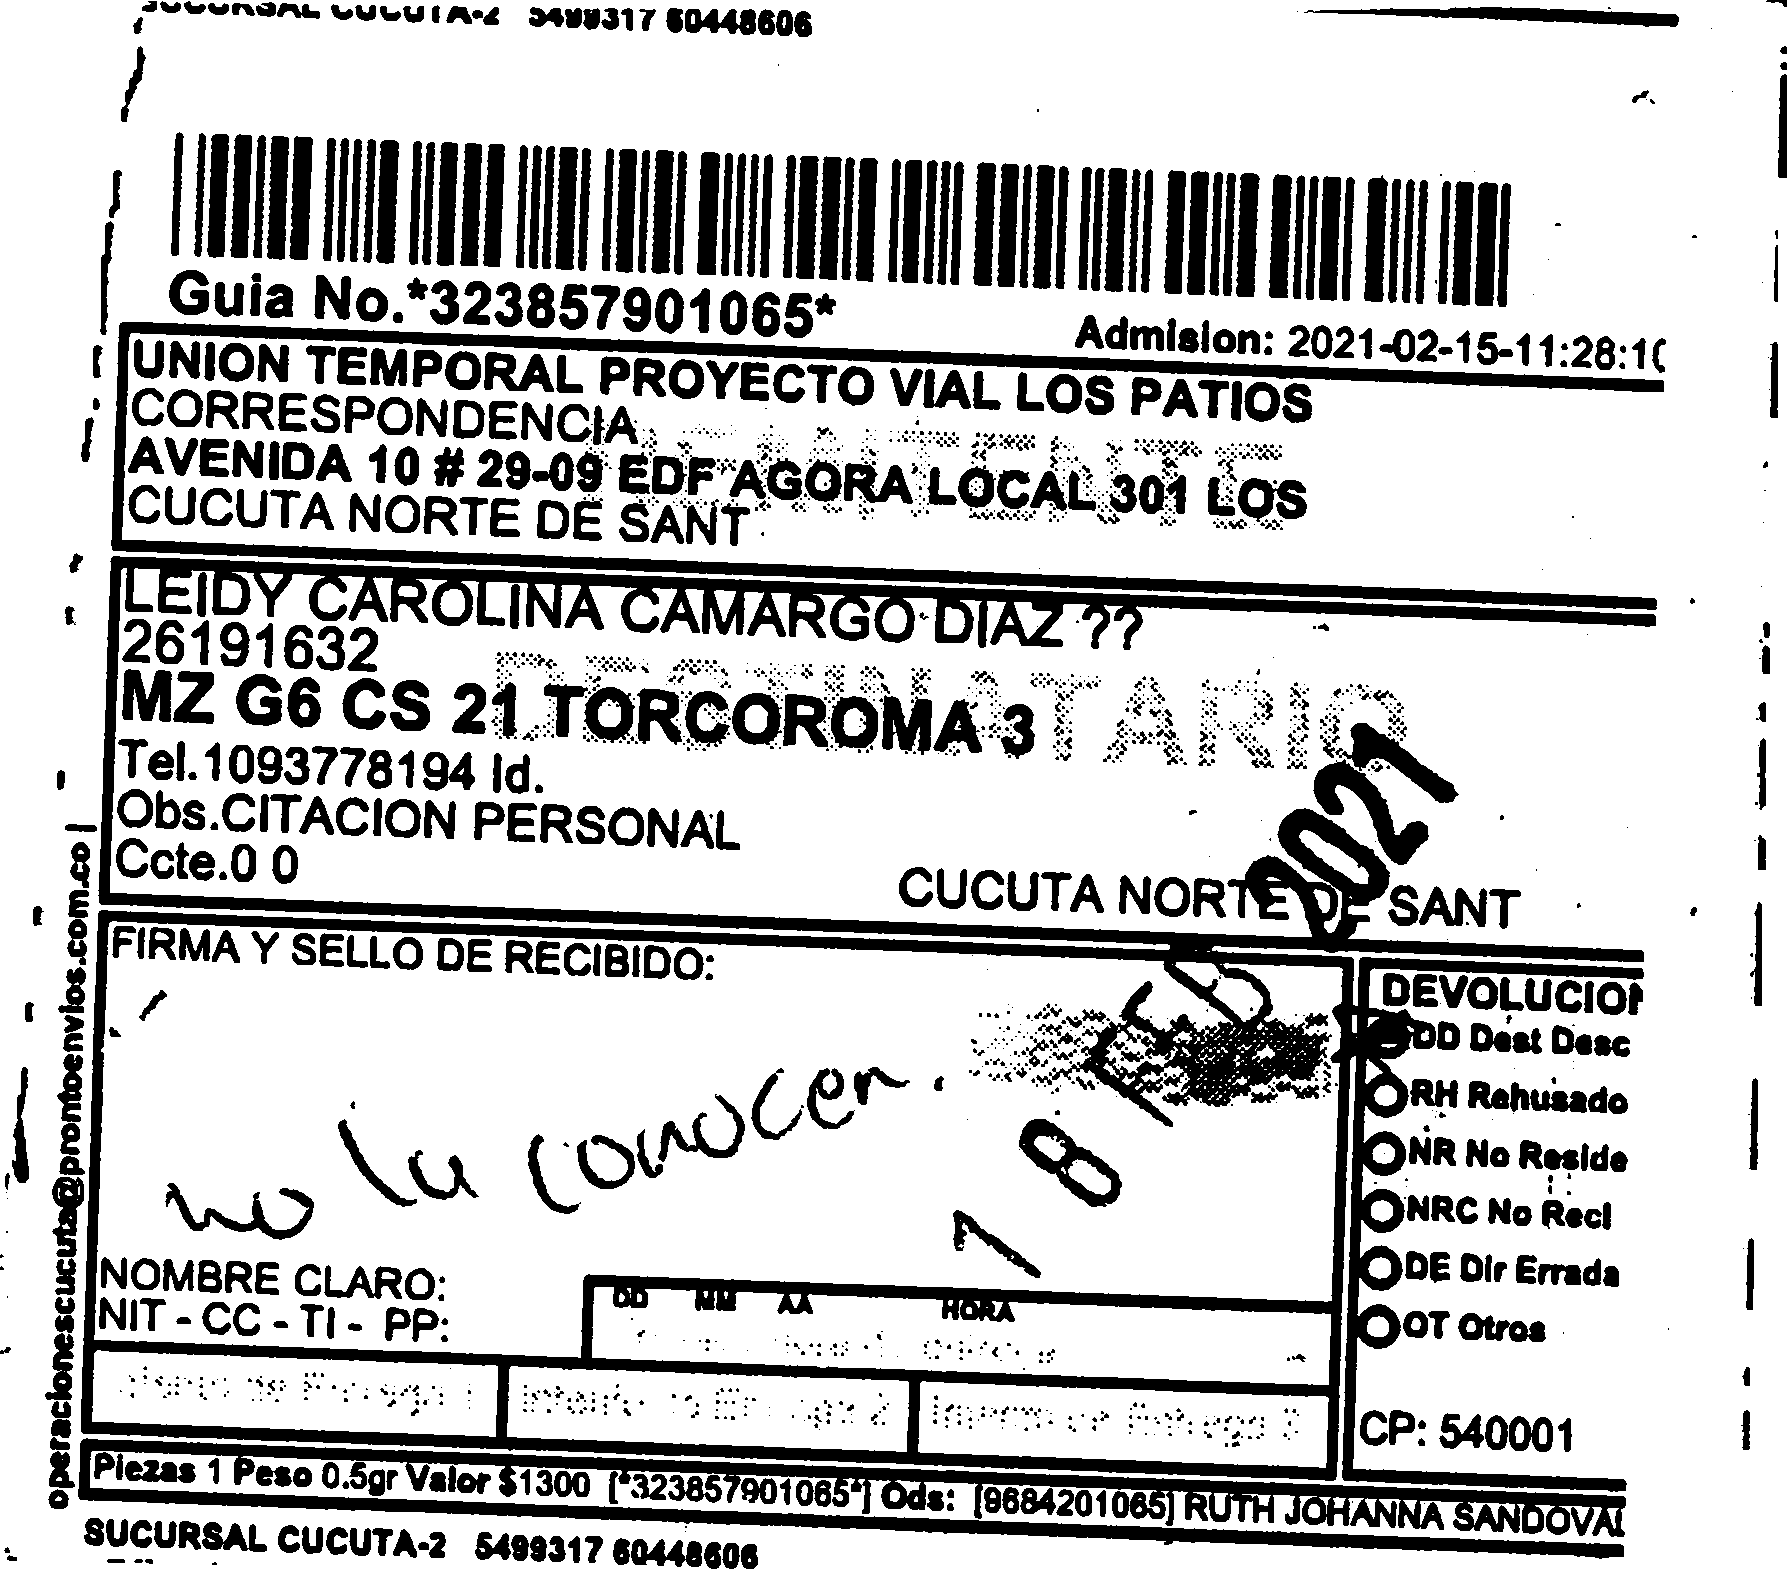 SUCURSAL CUCUTA-2 5499317 60448606
Guia No.*323857901065*
Admision: 2021-02-15-11:28:10
UNION TEMPORAL PROYECTO VIAL LOS PATIOS
CORRESPONDENCIA
AVENIDA 10 # 29-09 EDF AGORA LOCAL 301 LOS
CUCUTA NORTE DE SANT
LEIDY CAROLINA CAMARGO DIAZ ??
26191632
DESTINATARIO
MZ G6 CS 21 TORCOROMA 3
Tel.1093778194 Id.
Obs.CITACION PERSONAL
Ccte.0 0
CUCUTA NORTE DE SANT
18 FEB 2021
FIRMA Y SELLO DE RECIBIDO:
no la conocen.
NOMBRE CLARO:
NIT - CC - TI - PP:
DD MM AA HORA
DEVOLUCION
DD Dest Desc
RH Rehusado
NR No Reside
NRC No Recl
DE Dir Errada
OT Otros
CP: 540001
Piezas 1 Peso 0.5gr Valor $1300 [*323857901065*] Ods: [9684201065] RUTH JOHANNA SANDOVAL
SUCURSAL CUCUTA-2 5499317 60448606
operacionescucuta@prontoenvios.com.co |